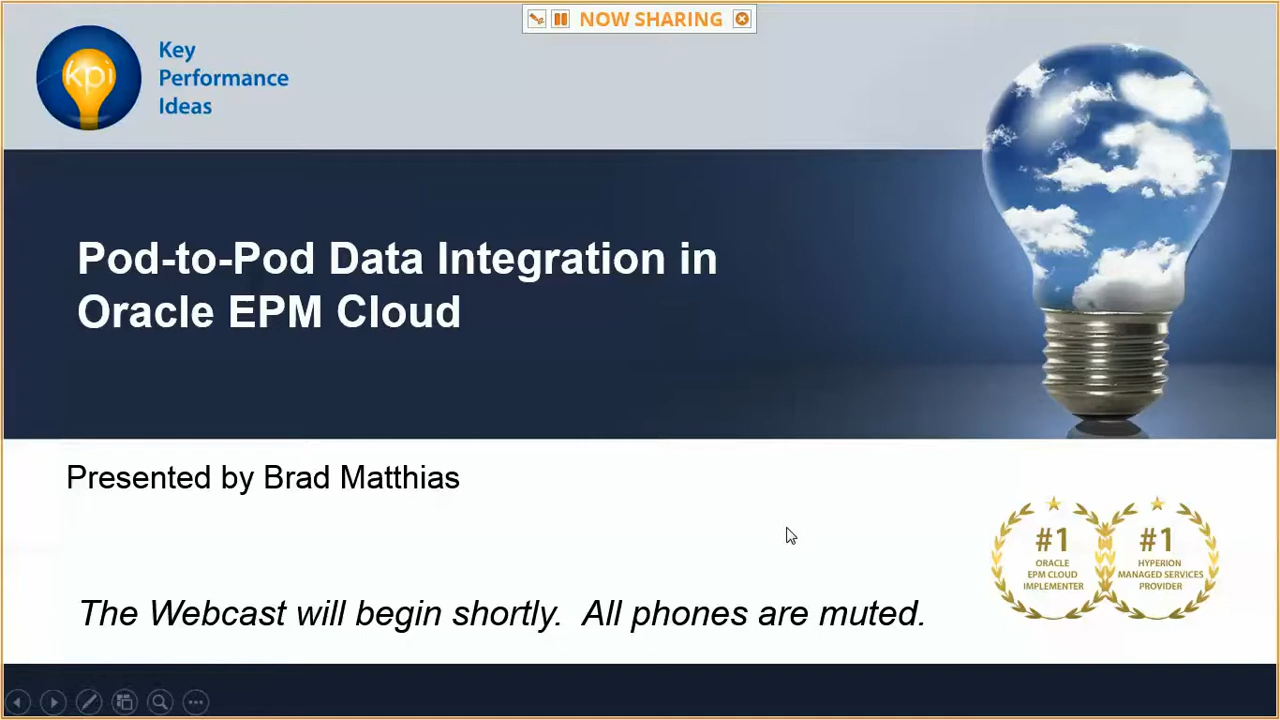 NOW SHARING
kpi
Key
Performance
Ideas
Pod-to-Pod Data Integration in
Oracle EPM Cloud
Presented by Brad Matthias
The Webcast will begin shortly.  All phones are muted.
#1
ORACLE
EPM CLOUD
IMPLEMENTER
#1
HYPERION
MANAGED SERVICES
PROVIDER